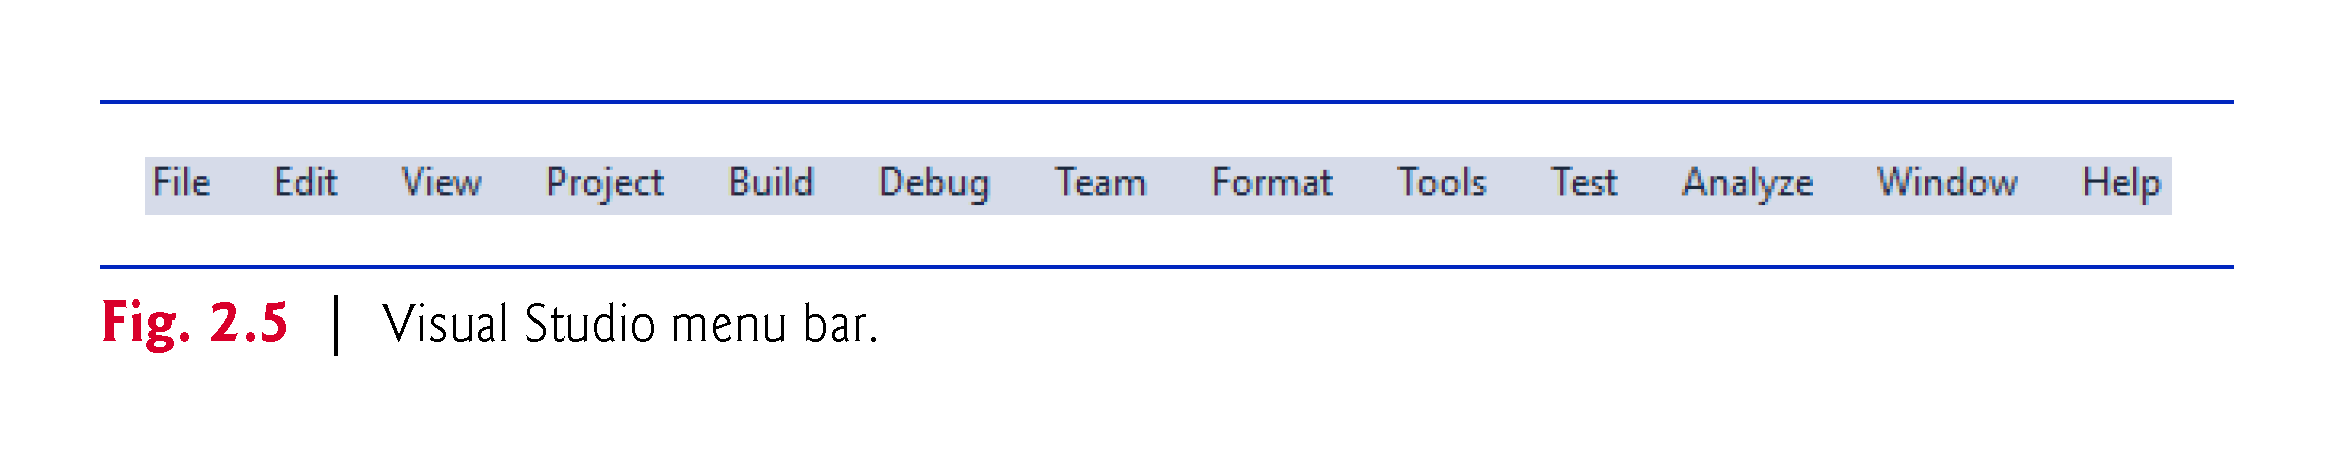 File Edit View Project Build Debug Team Format Tools Test Analyze Window Help
Fig. 2.5 | Visual Studio menu bar.